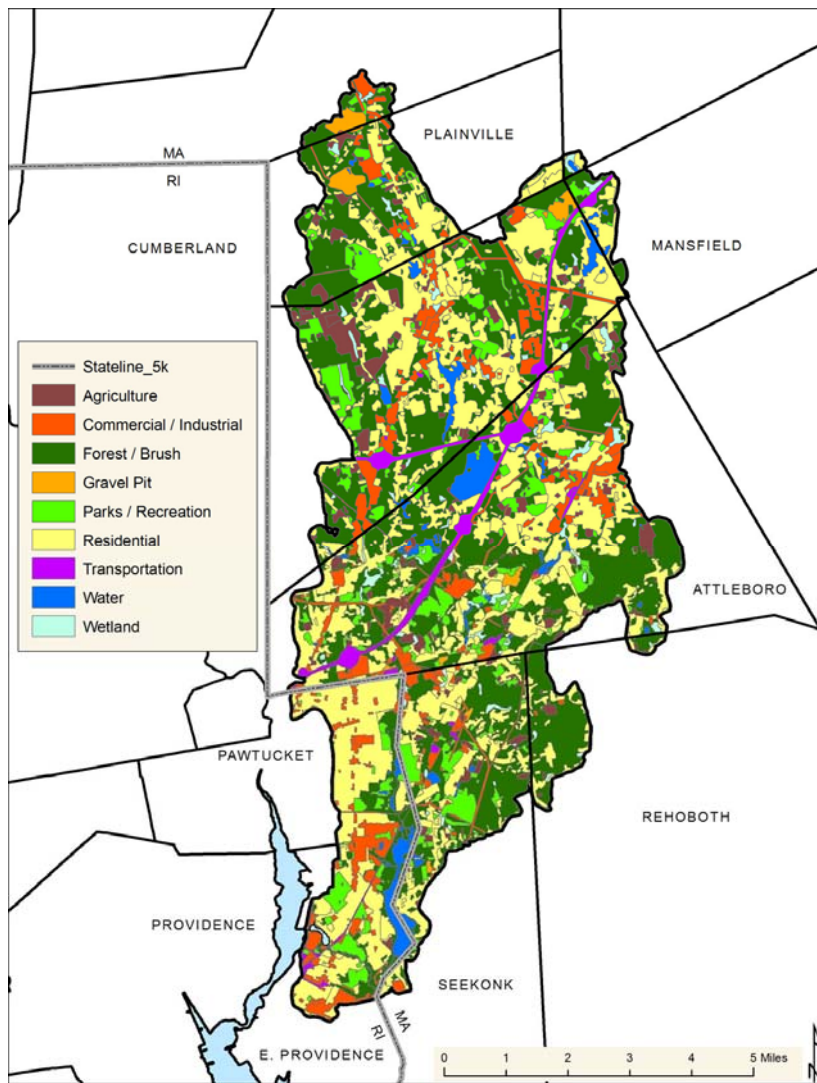 PLAINVILLE
MA
RI
CUMBERLAND
MANSFIELD
Stateline_5k
Agriculture
Commercial / Industrial
Forest / Brush
Gravel Pit
Parks / Recreation
Residential
Transportation
Water
Wetland
ATTLEBORO
PAWTUCKET
REHOBOTH
PROVIDENCE
SEEKONK
MA
RI
E. PROVIDENCE
0 1 2 3 4 5 Miles